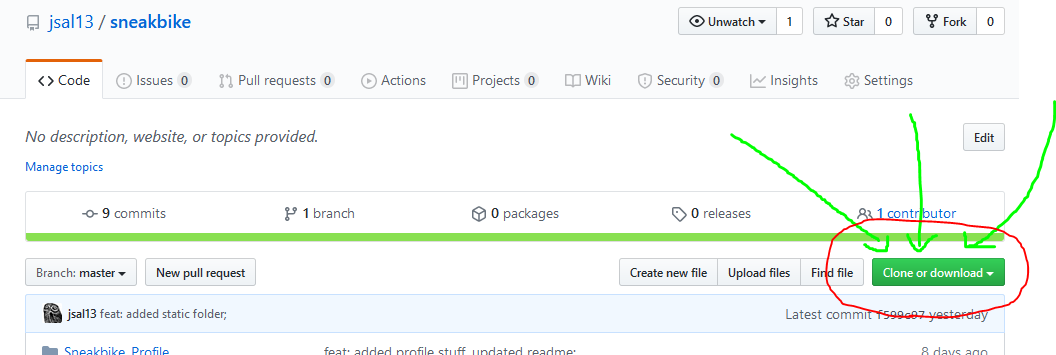 jsal13 / sneakbike
Unwatch 1 Star 0 Fork 0
Code Issues 0 Pull requests 0 Actions Projects 0 Wiki Security 0 Insights Settings
No description, website, or topics provided. Edit
Manage topics
9 commits 1 branch 0 packages 0 releases 1 contributor
Branch: master New pull request Create new file Upload files Find file Clone or download
jsal13 feat: added static folder; Latest commit f599c97 yesterday
Sneakbike_Profile feat: added profile stuff, updated readme; 8 days ago